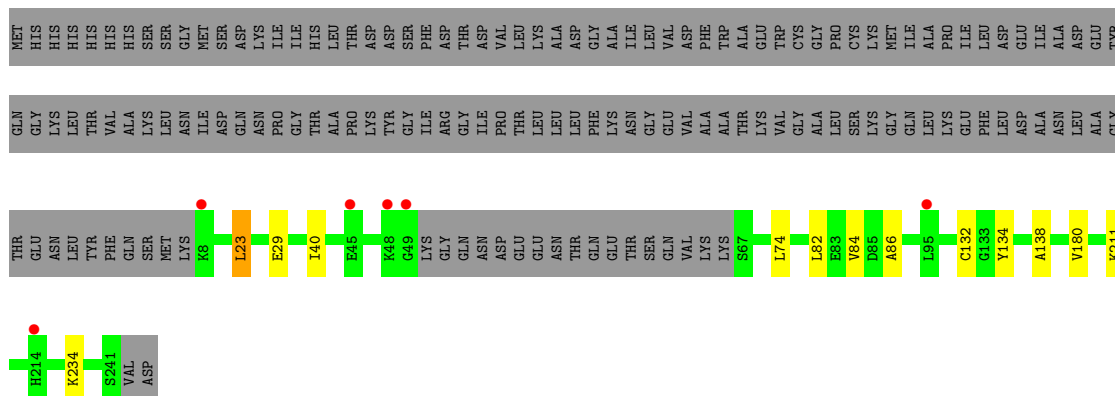 MET HIS HIS HIS HIS HIS HIS SER SER GLY MET SER ASP LYS ILE ILE HIS LEU THR ASP ASP SER PHE ASP THR ASP VAL LEU LYS ALA ASP GLY ALA ILE LEU VAL ASP PHE TRP ALA GLU TRP CYS GLY PRO CYS LYS MET ILE ALA PRO ILE LEU ASP GLU ILE ALA ASP GLU TYR
GLN GLY LYS LEU THR VAL ALA LYS LEU ASN ILE ASP GLN ASN PRO GLY THR ALA PRO LYS TYR GLY ILE ARG GLY ILE PRO THR LEU LEU LEU PHE LYS ASN GLY GLU VAL ALA ALA THR LYS VAL GLY ALA LEU SER LYS GLY GLN LEU LYS GLU PHE LEU ASP ALA ASN LEU ALA GLY
THR GLU ASN LEU TYR PHE GLN SER MET LYS K8 L23 E29 I40 E45 K48 G49 LYS GLY GLN ASN ASP GLU GLU ASN THR GLN GLU THR SER GLN VAL LYS LYS S67 L74 L82 E83 V84 D85 A86 L95 C132 G133 Y134 A138 V180 K211
H214 K234 S241 VAL ASP